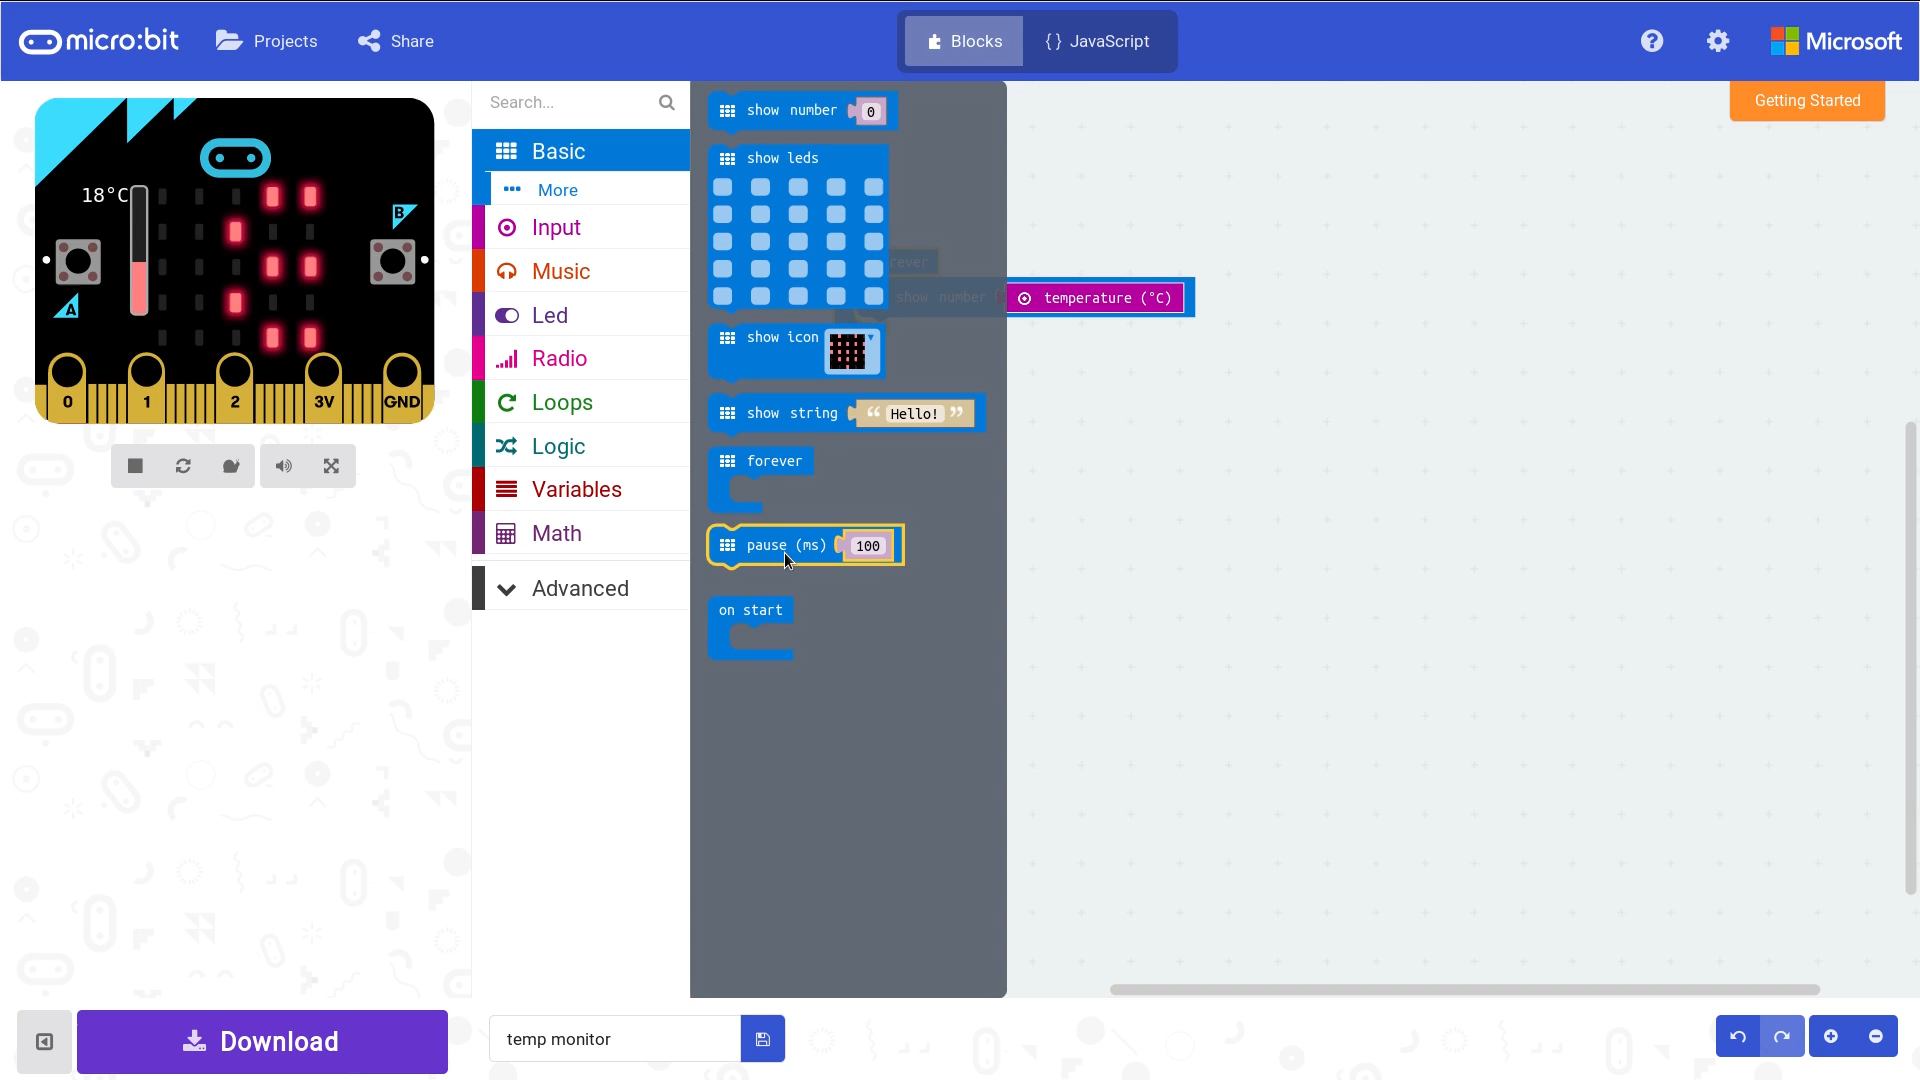 micro:bit
Projects
Share
Blocks
{} JavaScript
Microsoft
Getting Started
18°C
B
A
0
1
2
3V
GND
Search...
Basic
More
Input
Music
Led
Radio
Loops
Logic
Variables
Math
Advanced
show number 0
show leds
show icon
show string “ Hello! ”
forever
pause (ms) 100
on start
show number
temperature (°C)
Download
temp monitor